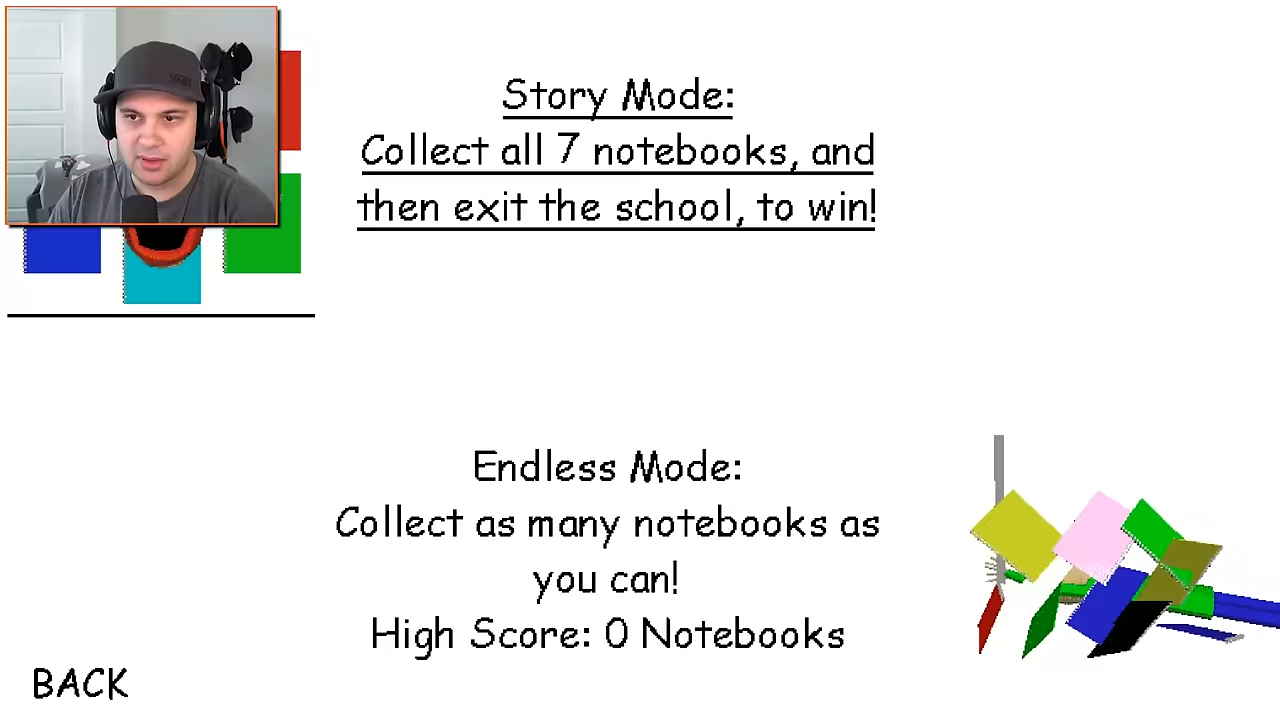 Story Mode:
Collect all 7 notebooks, and
then exit the school, to win!
Endless Mode:
Collect as many notebooks as
you can!
High Score: 0 Notebooks
BACK